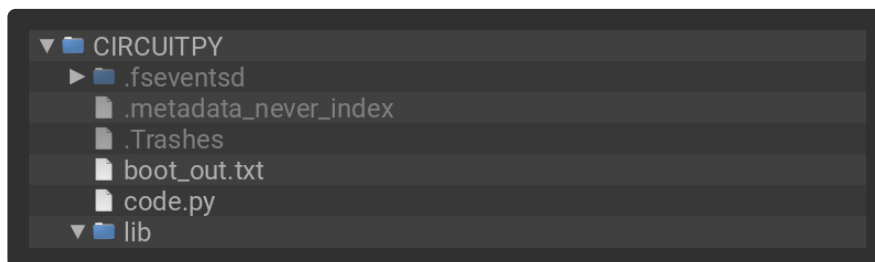 CIRCUITPY
.fseventsd
.metadata_never_index
.Trashes
boot_out.txt
code.py
lib